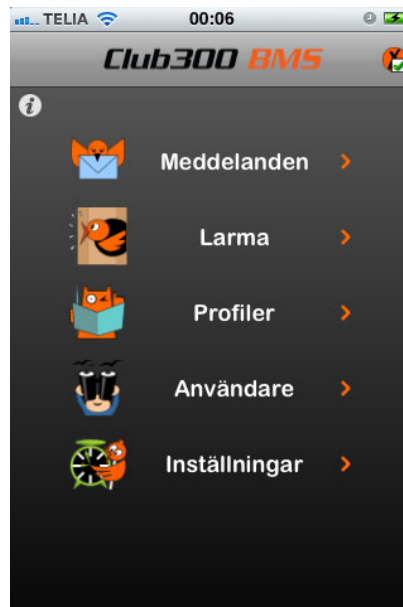 TELIA 00:06
Club300 BMS
i
Meddelanden
Larma
Profiler
Användare
Inställningar